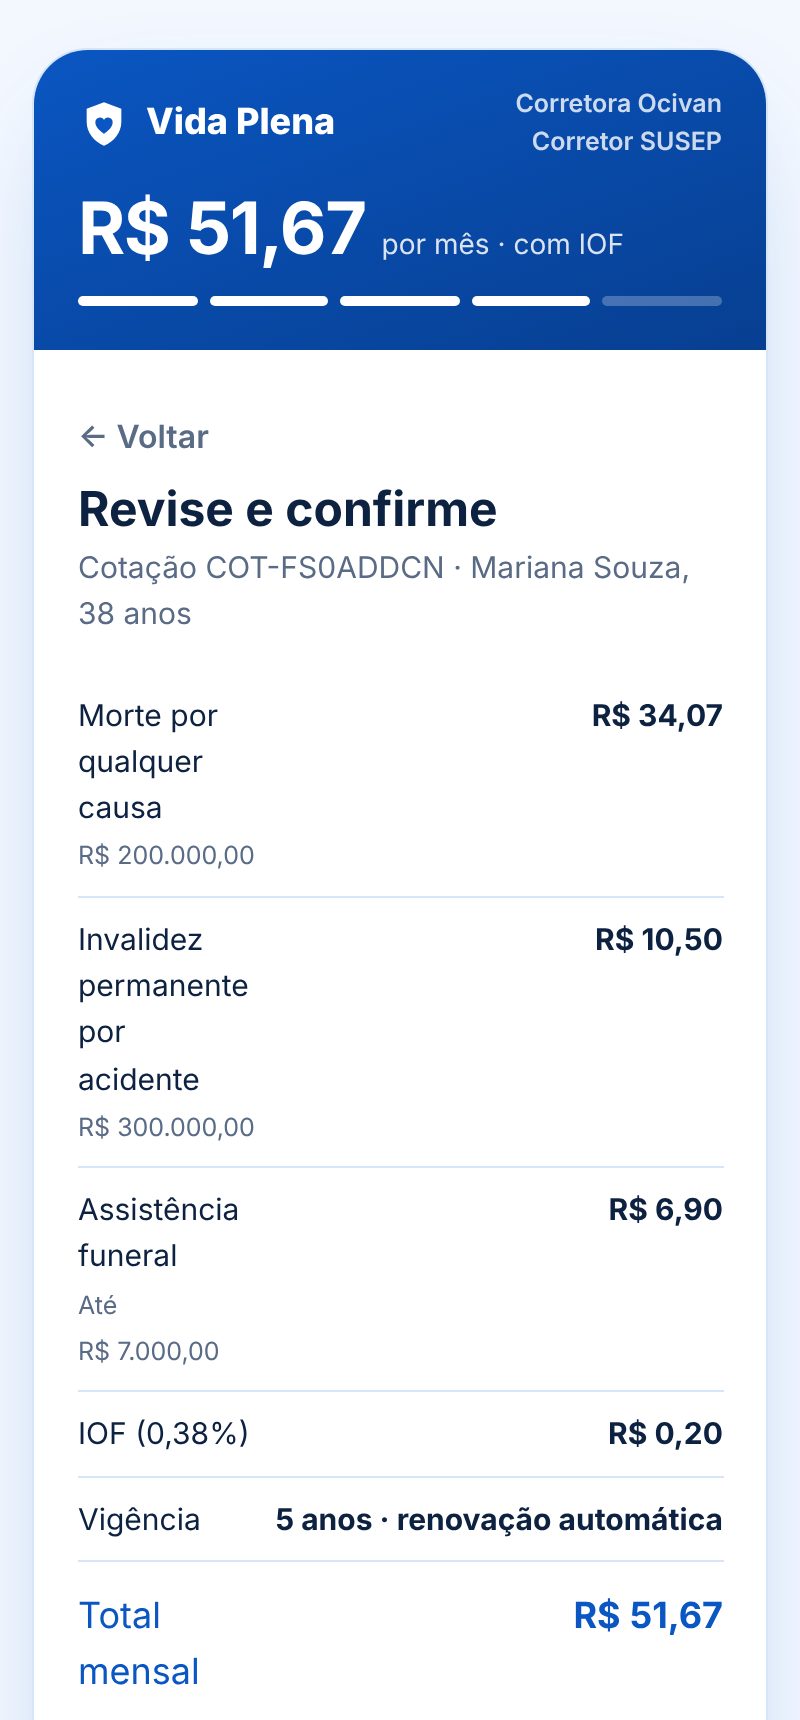 Vida Plena
Corretora Ocivan
Corretor SUSEP
R$ 51,67 por mês · com IOF
← Voltar
Revise e confirme
Cotação COT-FS0ADDCN · Mariana Souza,
38 anos
Morte por R$ 34,07
qualquer
causa
R$ 200.000,00
Invalidez R$ 10,50
permanente
por
acidente
R$ 300.000,00
Assistência R$ 6,90
funeral
Até
R$ 7.000,00
IOF (0,38%) R$ 0,20
Vigência 5 anos · renovação automática
Total R$ 51,67
mensal